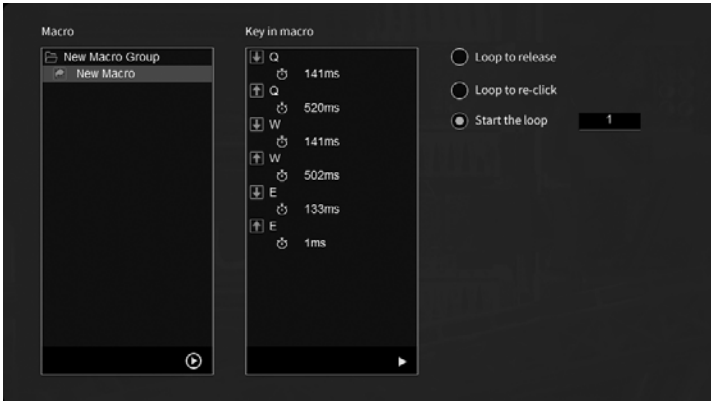 Macro
New Macro Group
New Macro
Key in macro
Q
141ms
Q
520ms
W
141ms
W
502ms
E
133ms
E
1ms
Loop to release
Loop to re-click
Start the loop 1